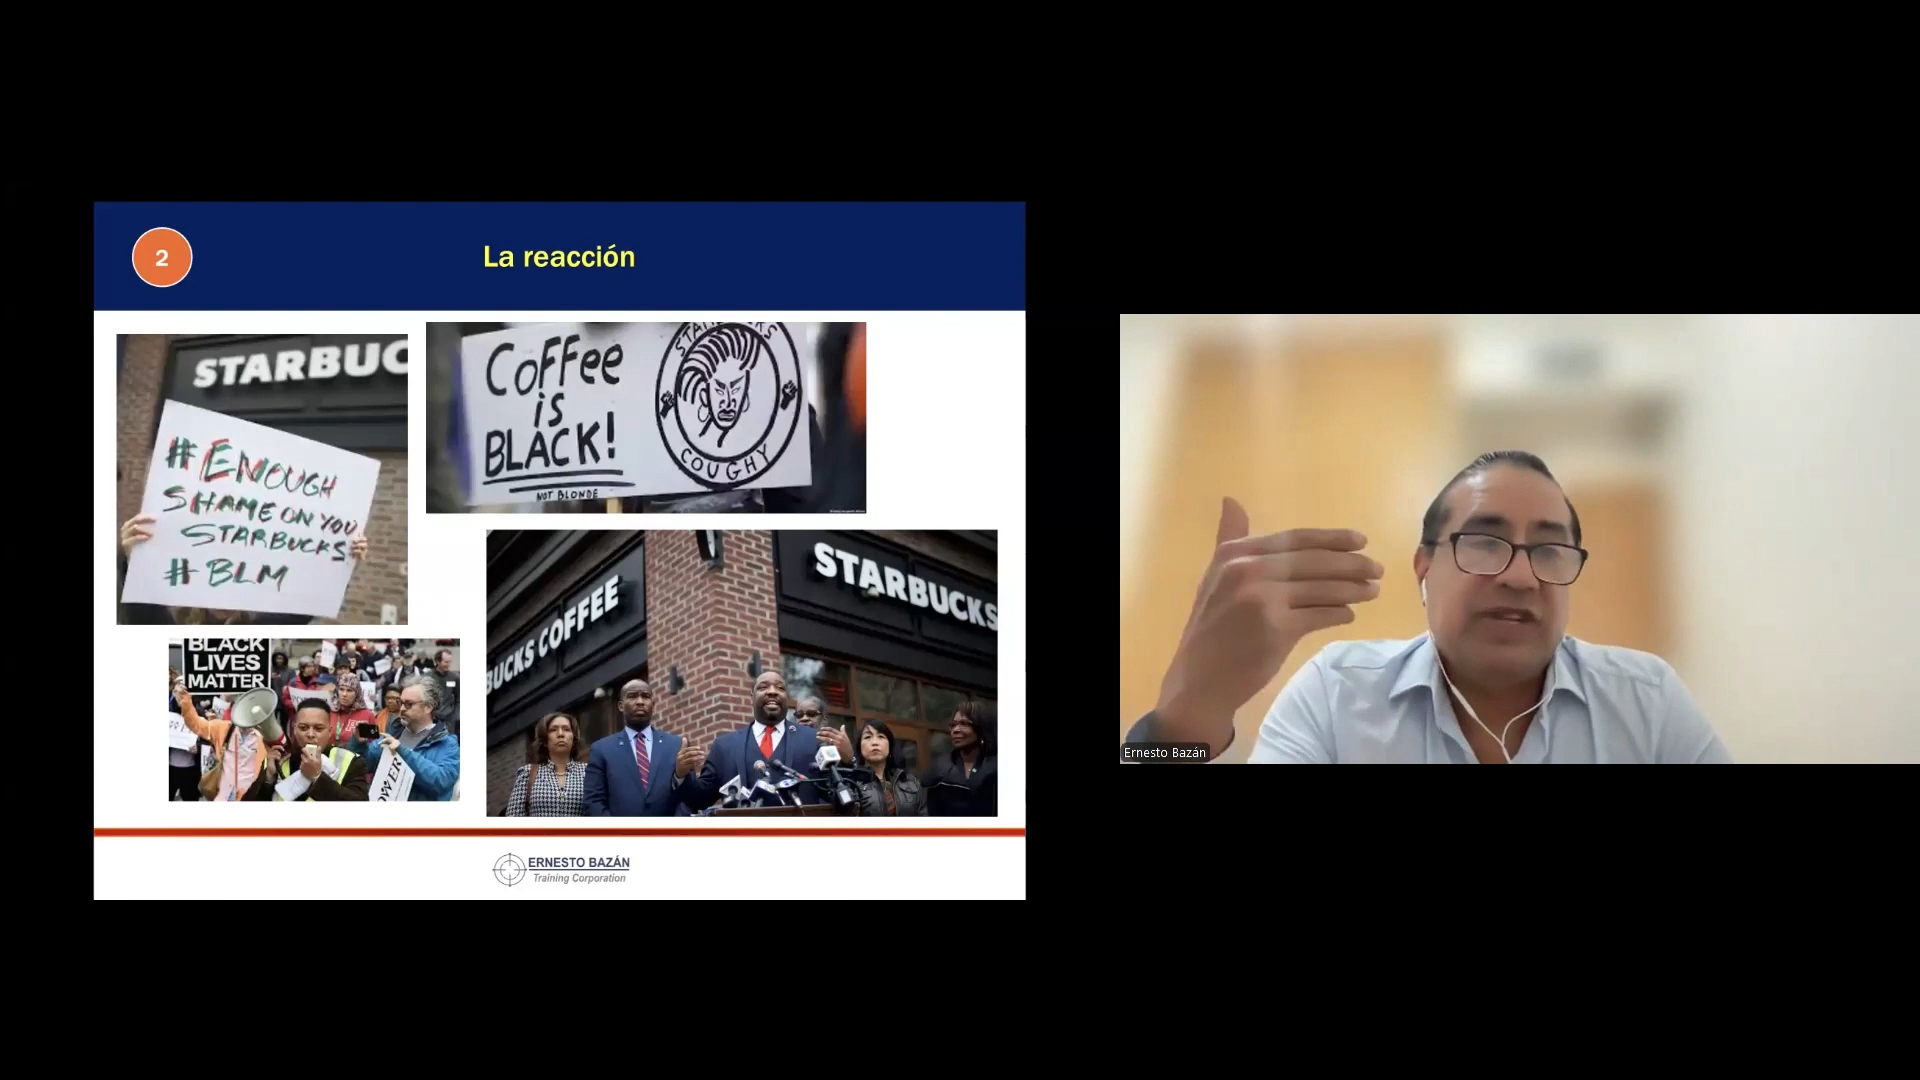 2
La reacción
STARBUC
# ENOUGH
SHAME ON YOU
STARBUCKS
# BLM
COFFee
is
BLACK!
NOT BLONDE
COUGHY
BLACK
LIVES
MATTER
OWER
BUCKS COFFEE
STARBUCKS
ERNESTO BAZÁN
Training Corporation
Ernesto Bazán